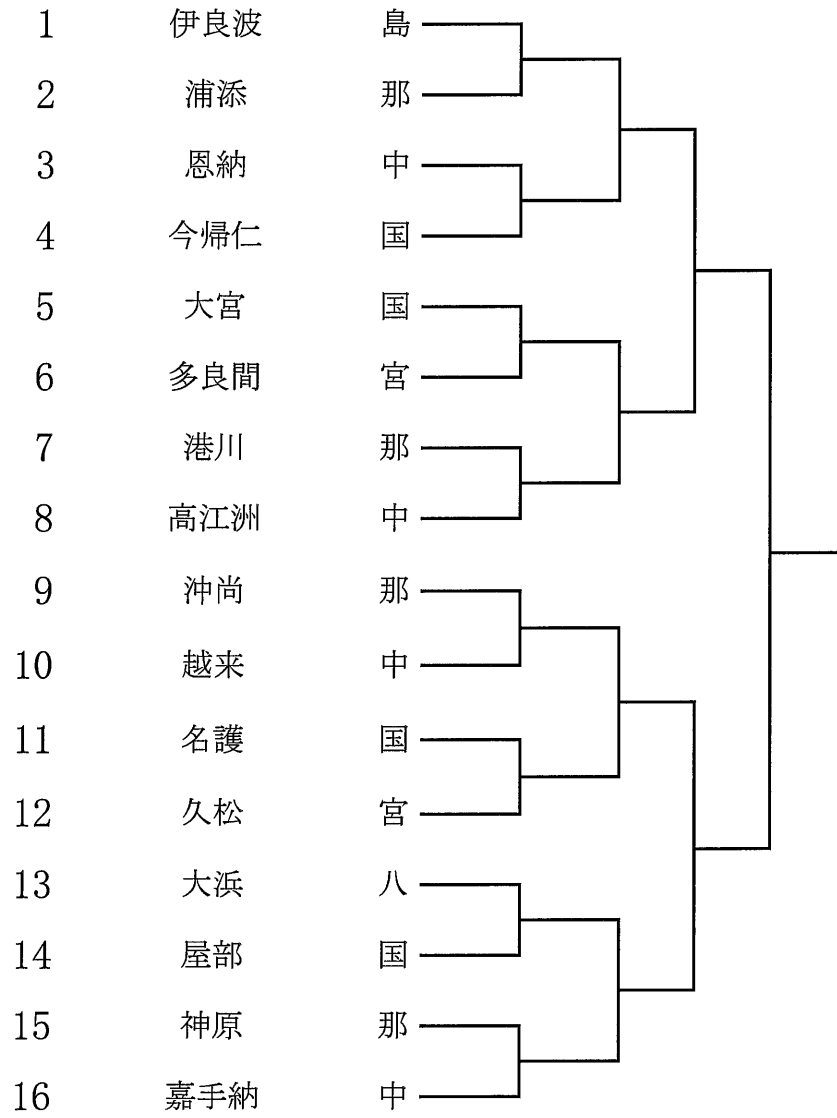 1 伊良波 島
2 浦添 那
3 恩納 中
4 今帰仁 国
5 大宮 国
6 多良間 宮
7 港川 那
8 高江洲 中
9 沖尚 那
10 越来 中
11 名護 国
12 久松 宮
13 大浜 八
14 屋部 国
15 神原 那
16 嘉手納 中